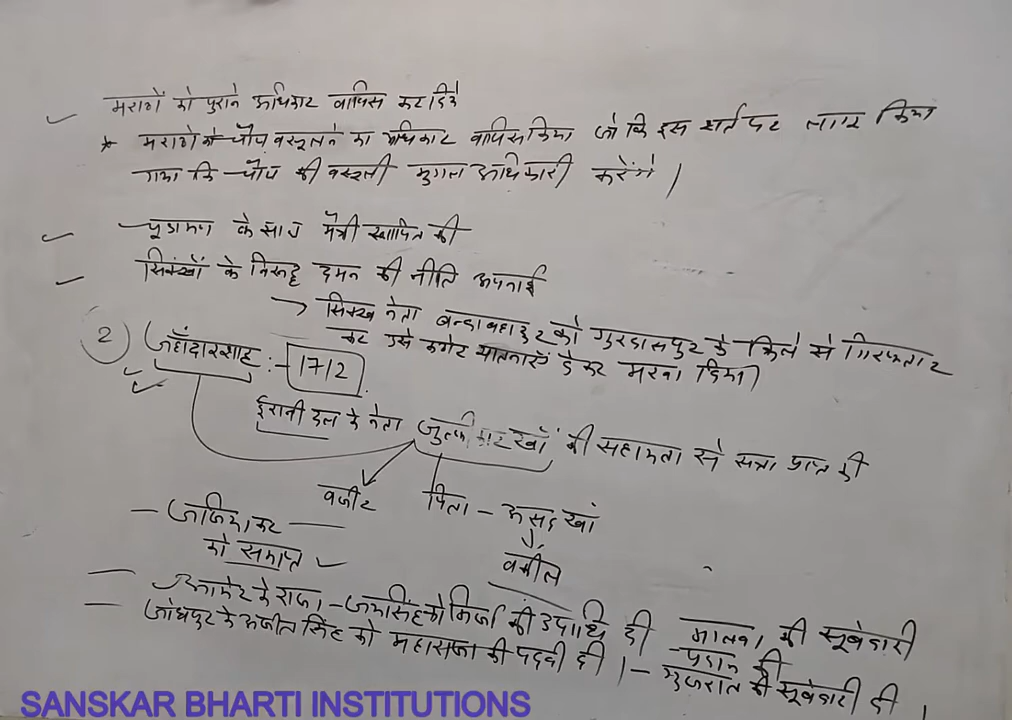 मराठों को पुराने अधिकार वापिस कर दिये
* मराठों को चौथ वसूलने का अधिकार वापिस किया जो कि इस शर्त पर लागू किया
गया कि चौथ की वसूली मुगल अधिकारी करेंगे।
चूड़ामण के साथ मैत्री स्थापित की
सिक्खों के विरूद्ध दमन की नीति अपनाई
→ सिक्ख नेता बन्दाबहादुर को गुरदासपुर के किले से गिरफ्तार
कर उसे कठोर यातनाएँ देकर मरवा दिया।
2 जहाँदारशाह :- 1712
ईरानी दल के नेता जुल्फिकार खाँ की सहायता से सत्ता प्राप्त की
वजीर पिता - असद खां
वकील
- जजिया कर
को समाप्त
- आमेर के राजा - जयसिंह को मिर्जा की उपाधि दी मालवा की सूबेदारी
प्रदान की
- जोधपुर के अजीत सिंह को महाराजा की पदवी दी। - गुजरात की सूबेदारी दी।
SANSKAR BHARTI INSTITUTIONS